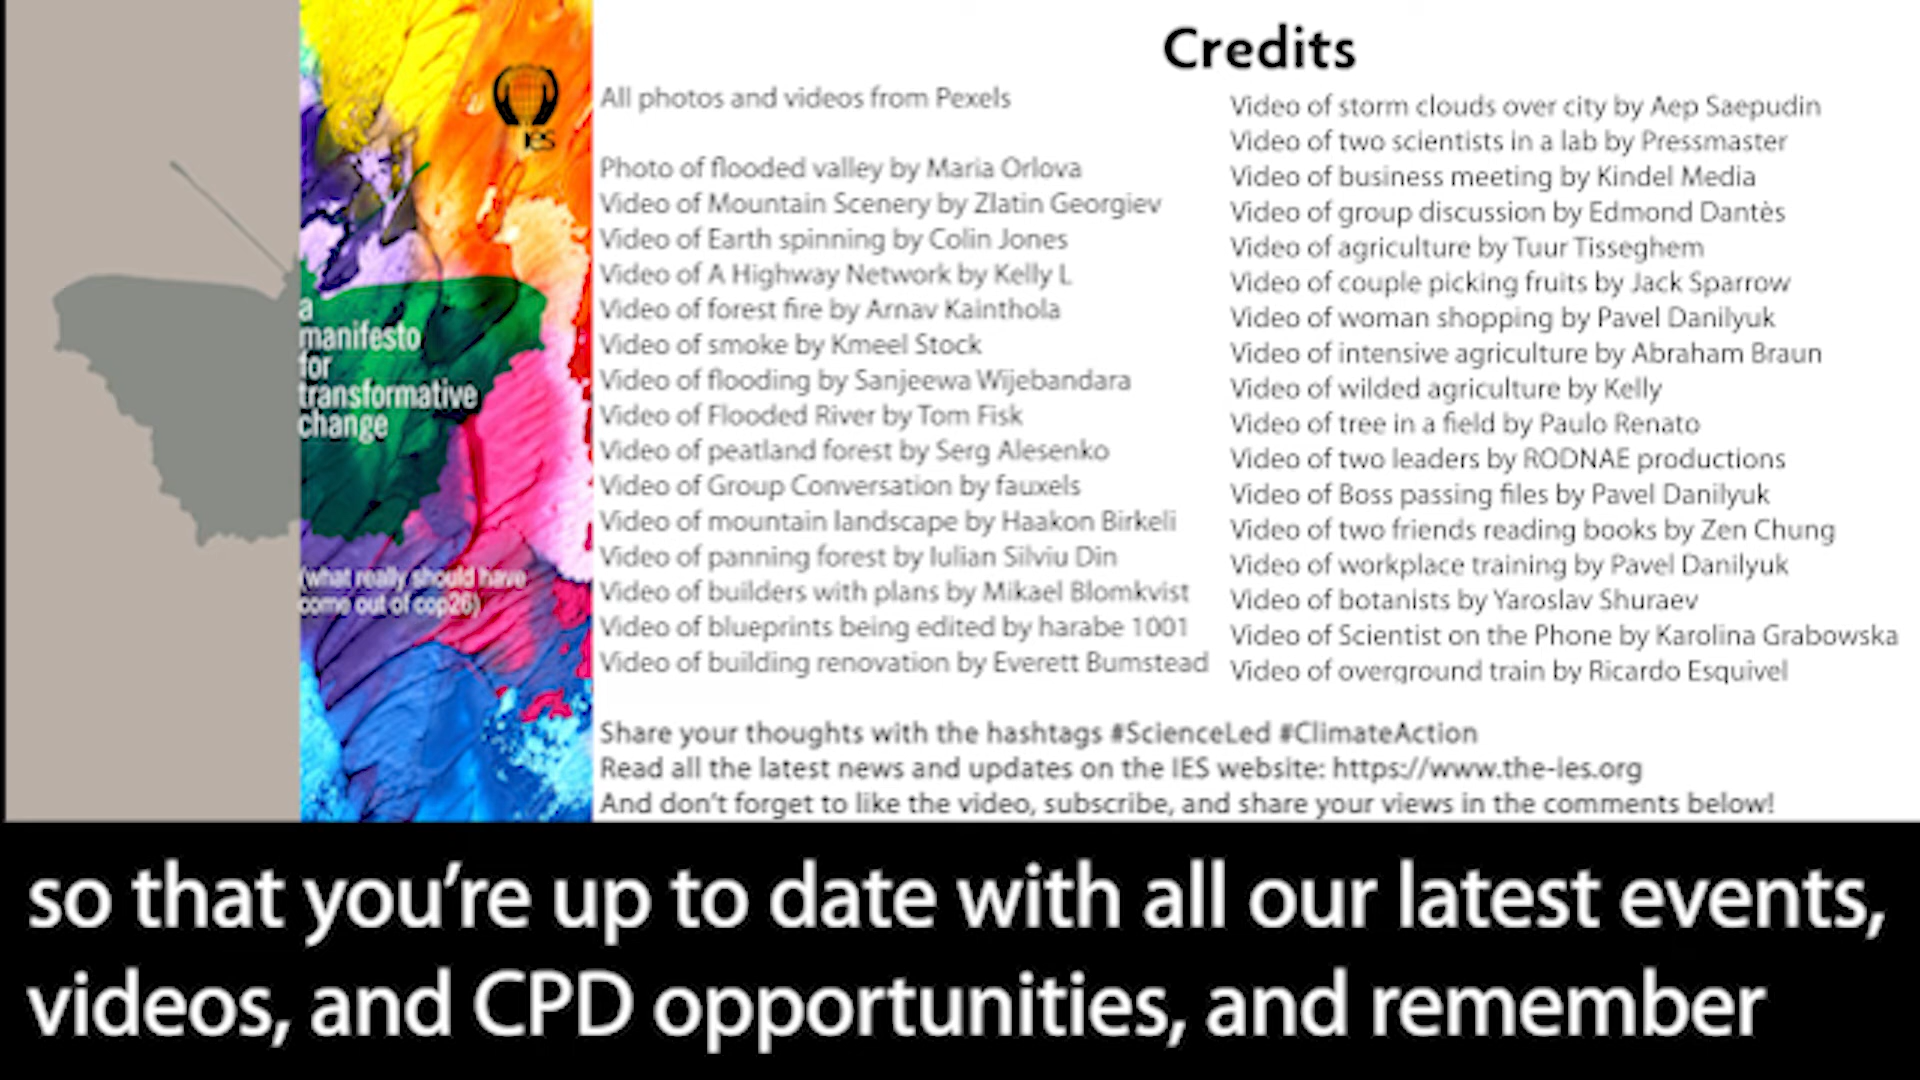 Credits
ies
a
manifesto
for
transformative
change
(what really should have
come out of cop26)
All photos and videos from Pexels
Photo of flooded valley by Maria Orlova
Video of Mountain Scenery by Zlatin Georgiev
Video of Earth spinning by Colin Jones
Video of A Highway Network by Kelly L
Video of forest fire by Arnav Kainthola
Video of smoke by Kmeel Stock
Video of flooding by Sanjeewa Wijebandara
Video of Flooded River by Tom Fisk
Video of peatland forest by Serg Alesenko
Video of Group Conversation by fauxels
Video of mountain landscape by Haakon Birkeli
Video of panning forest by Iulian Silviu Din
Video of builders with plans by Mikael Blomkvist
Video of blueprints being edited by harabe 1001
Video of building renovation by Everett Bumstead
Video of storm clouds over city by Aep Saepudin
Video of two scientists in a lab by Pressmaster
Video of business meeting by Kindel Media
Video of group discussion by Edmond Dantès
Video of agriculture by Tuur Tisseghem
Video of couple picking fruits by Jack Sparrow
Video of woman shopping by Pavel Danilyuk
Video of intensive agriculture by Abraham Braun
Video of wilded agriculture by Kelly
Video of tree in a field by Paulo Renato
Video of two leaders by RODNAE productions
Video of Boss passing files by Pavel Danilyuk
Video of two friends reading books by Zen Chung
Video of workplace training by Pavel Danilyuk
Video of botanists by Yaroslav Shuraev
Video of Scientist on the Phone by Karolina Grabowska
Video of overground train by Ricardo Esquivel
Share your thoughts with the hashtags #ScienceLed #ClimateAction
Read all the latest news and updates on the IES website: https://www.the-ies.org
And don't forget to like the video, subscribe, and share your views in the comments below!
so that you're up to date with all our latest events,
videos, and CPD opportunities, and remember